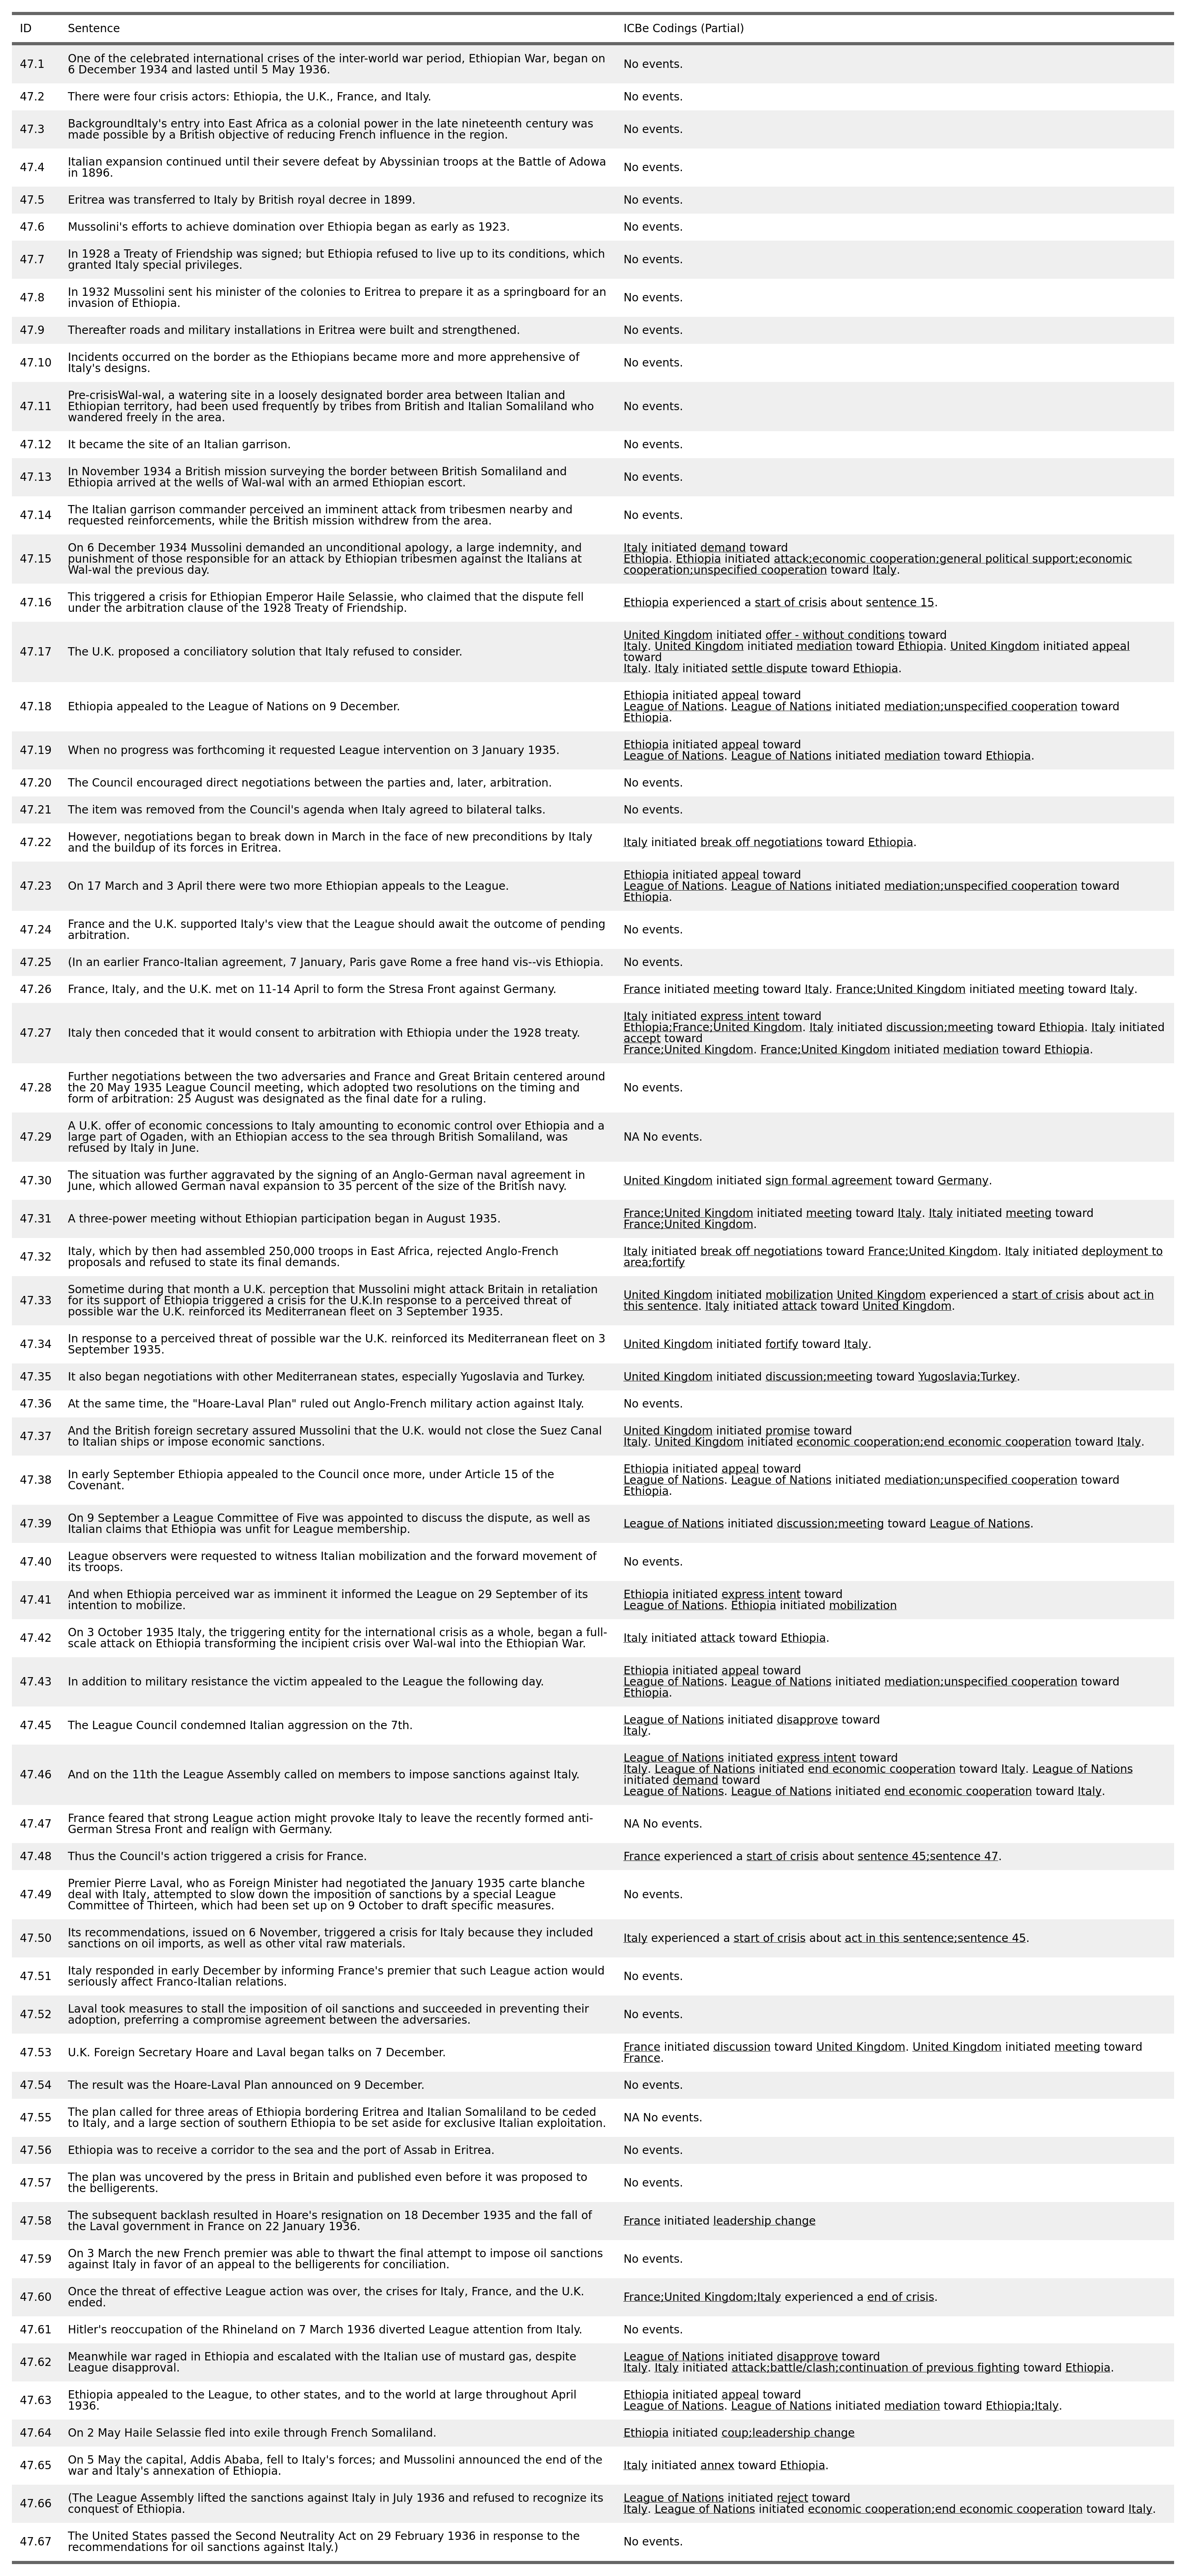 ID Sentence ICBe Codings (Partial)
47.1 One of the celebrated international crises of the inter-world war period, Ethiopian War, began on
6 December 1934 and lasted until 5 May 1936. No events.
47.2 There were four crisis actors: Ethiopia, the U.K., France, and Italy. No events.
47.3 BackgroundItaly's entry into East Africa as a colonial power in the late nineteenth century was
made possible by a British objective of reducing French influence in the region. No events.
47.4 Italian expansion continued until their severe defeat by Abyssinian troops at the Battle of Adowa
in 1896. No events.
47.5 Eritrea was transferred to Italy by British royal decree in 1899. No events.
47.6 Mussolini's efforts to achieve domination over Ethiopia began as early as 1923. No events.
47.7 In 1928 a Treaty of Friendship was signed; but Ethiopia refused to live up to its conditions, which
granted Italy special privileges. No events.
47.8 In 1932 Mussolini sent his minister of the colonies to Eritrea to prepare it as a springboard for an
invasion of Ethiopia. No events.
47.9 Thereafter roads and military installations in Eritrea were built and strengthened. No events.
47.10 Incidents occurred on the border as the Ethiopians became more and more apprehensive of
Italy's designs. No events.
47.11 Pre-crisisWal-wal, a watering site in a loosely designated border area between Italian and
Ethiopian territory, had been used frequently by tribes from British and Italian Somaliland who
wandered freely in the area. No events.
47.12 It became the site of an Italian garrison. No events.
47.13 In November 1934 a British mission surveying the border between British Somaliland and
Ethiopia arrived at the wells of Wal-wal with an armed Ethiopian escort. No events.
47.14 The Italian garrison commander perceived an imminent attack from tribesmen nearby and
requested reinforcements, while the British mission withdrew from the area. No events.
47.15 On 6 December 1934 Mussolini demanded an unconditional apology, a large indemnity, and
punishment of those responsible for an attack by Ethiopian tribesmen against the Italians at
Wal-wal the previous day.
Italy initiated demand toward
Ethiopia. Ethiopia initiated attack;economic cooperation;general political support;economic
cooperation;unspecified cooperation toward Italy.
47.16 This triggered a crisis for Ethiopian Emperor Haile Selassie, who claimed that the dispute fell
under the arbitration clause of the 1928 Treaty of Friendship. Ethiopia experienced a start of crisis about sentence 15.
47.17 The U.K. proposed a conciliatory solution that Italy refused to consider.
United Kingdom initiated offer - without conditions toward
Italy. United Kingdom initiated mediation toward Ethiopia. United Kingdom initiated appeal
toward
Italy. Italy initiated settle dispute toward Ethiopia.
47.18 Ethiopia appealed to the League of Nations on 9 December.
Ethiopia initiated appeal toward
League of Nations. League of Nations initiated mediation;unspecified cooperation toward
Ethiopia.
47.19 When no progress was forthcoming it requested League intervention on 3 January 1935.
Ethiopia initiated appeal toward
League of Nations. League of Nations initiated mediation toward Ethiopia.
47.20 The Council encouraged direct negotiations between the parties and, later, arbitration. No events.
47.21 The item was removed from the Council's agenda when Italy agreed to bilateral talks. No events.
47.22 However, negotiations began to break down in March in the face of new preconditions by Italy
and the buildup of its forces in Eritrea. Italy initiated break off negotiations toward Ethiopia.
47.23 On 17 March and 3 April there were two more Ethiopian appeals to the League.
Ethiopia initiated appeal toward
League of Nations. League of Nations initiated mediation;unspecified cooperation toward
Ethiopia.
47.24 France and the U.K. supported Italy's view that the League should await the outcome of pending
arbitration. No events.
47.25 (In an earlier Franco-Italian agreement, 7 January, Paris gave Rome a free hand vis--vis Ethiopia. No events.
47.26 France, Italy, and the U.K. met on 11-14 April to form the Stresa Front against Germany. France initiated meeting toward Italy. France;United Kingdom initiated meeting toward Italy.
47.27 Italy then conceded that it would consent to arbitration with Ethiopia under the 1928 treaty.
Italy initiated express intent toward
Ethiopia;France;United Kingdom. Italy initiated discussion;meeting toward Ethiopia. Italy initiated
accept toward
France;United Kingdom. France;United Kingdom initiated mediation toward Ethiopia.
47.28 Further negotiations between the two adversaries and France and Great Britain centered around
the 20 May 1935 League Council meeting, which adopted two resolutions on the timing and
form of arbitration: 25 August was designated as the final date for a ruling. No events.
47.29 A U.K. offer of economic concessions to Italy amounting to economic control over Ethiopia and a
large part of Ogaden, with an Ethiopian access to the sea through British Somaliland, was
refused by Italy in June. NA No events.
47.30 The situation was further aggravated by the signing of an Anglo-German naval agreement in
June, which allowed German naval expansion to 35 percent of the size of the British navy. United Kingdom initiated sign formal agreement toward Germany.
47.31 A three-power meeting without Ethiopian participation began in August 1935.
France;United Kingdom initiated meeting toward Italy. Italy initiated meeting toward
France;United Kingdom.
47.32 Italy, which by then had assembled 250,000 troops in East Africa, rejected Anglo-French
proposals and refused to state its final demands.
Italy initiated break off negotiations toward France;United Kingdom. Italy initiated deployment to
area;fortify
47.33 Sometime during that month a U.K. perception that Mussolini might attack Britain in retaliation
for its support of Ethiopia triggered a crisis for the U.K.In response to a perceived threat of
possible war the U.K. reinforced its Mediterranean fleet on 3 September 1935.
United Kingdom initiated mobilization United Kingdom experienced a start of crisis about act in
this sentence. Italy initiated attack toward United Kingdom.
47.34 In response to a perceived threat of possible war the U.K. reinforced its Mediterranean fleet on 3
September 1935. United Kingdom initiated fortify toward Italy.
47.35 It also began negotiations with other Mediterranean states, especially Yugoslavia and Turkey. United Kingdom initiated discussion;meeting toward Yugoslavia;Turkey.
47.36 At the same time, the "Hoare-Laval Plan" ruled out Anglo-French military action against Italy. No events.
47.37 And the British foreign secretary assured Mussolini that the U.K. would not close the Suez Canal
to Italian ships or impose economic sanctions.
United Kingdom initiated promise toward
Italy. United Kingdom initiated economic cooperation;end economic cooperation toward Italy.
47.38 In early September Ethiopia appealed to the Council once more, under Article 15 of the
Covenant.
Ethiopia initiated appeal toward
League of Nations. League of Nations initiated mediation;unspecified cooperation toward
Ethiopia.
47.39 On 9 September a League Committee of Five was appointed to discuss the dispute, as well as
Italian claims that Ethiopia was unfit for League membership. League of Nations initiated discussion;meeting toward League of Nations.
47.40 League observers were requested to witness Italian mobilization and the forward movement of
its troops. No events.
47.41 And when Ethiopia perceived war as imminent it informed the League on 29 September of its
intention to mobilize.
Ethiopia initiated express intent toward
League of Nations. Ethiopia initiated mobilization
47.42 On 3 October 1935 Italy, the triggering entity for the international crisis as a whole, began a full-
scale attack on Ethiopia transforming the incipient crisis over Wal-wal into the Ethiopian War. Italy initiated attack toward Ethiopia.
47.43 In addition to military resistance the victim appealed to the League the following day.
Ethiopia initiated appeal toward
League of Nations. League of Nations initiated mediation;unspecified cooperation toward
Ethiopia.
47.45 The League Council condemned Italian aggression on the 7th.
League of Nations initiated disapprove toward
Italy.
47.46 And on the 11th the League Assembly called on members to impose sanctions against Italy.
League of Nations initiated express intent toward
Italy. League of Nations initiated end economic cooperation toward Italy. League of Nations
initiated demand toward
League of Nations. League of Nations initiated end economic cooperation toward Italy.
47.47 France feared that strong League action might provoke Italy to leave the recently formed anti-
German Stresa Front and realign with Germany. NA No events.
47.48 Thus the Council's action triggered a crisis for France. France experienced a start of crisis about sentence 45;sentence 47.
47.49 Premier Pierre Laval, who as Foreign Minister had negotiated the January 1935 carte blanche
deal with Italy, attempted to slow down the imposition of sanctions by a special League
Committee of Thirteen, which had been set up on 9 October to draft specific measures. No events.
47.50 Its recommendations, issued on 6 November, triggered a crisis for Italy because they included
sanctions on oil imports, as well as other vital raw materials. Italy experienced a start of crisis about act in this sentence;sentence 45.
47.51 Italy responded in early December by informing France's premier that such League action would
seriously affect Franco-Italian relations. No events.
47.52 Laval took measures to stall the imposition of oil sanctions and succeeded in preventing their
adoption, preferring a compromise agreement between the adversaries. No events.
47.53 U.K. Foreign Secretary Hoare and Laval began talks on 7 December.
France initiated discussion toward United Kingdom. United Kingdom initiated meeting toward
France.
47.54 The result was the Hoare-Laval Plan announced on 9 December. No events.
47.55 The plan called for three areas of Ethiopia bordering Eritrea and Italian Somaliland to be ceded
to Italy, and a large section of southern Ethiopia to be set aside for exclusive Italian exploitation. NA No events.
47.56 Ethiopia was to receive a corridor to the sea and the port of Assab in Eritrea. No events.
47.57 The plan was uncovered by the press in Britain and published even before it was proposed to
the belligerents. No events.
47.58 The subsequent backlash resulted in Hoare's resignation on 18 December 1935 and the fall of
the Laval government in France on 22 January 1936. France initiated leadership change
47.59 On 3 March the new French premier was able to thwart the final attempt to impose oil sanctions
against Italy in favor of an appeal to the belligerents for conciliation. No events.
47.60 Once the threat of effective League action was over, the crises for Italy, France, and the U.K.
ended. France;United Kingdom;Italy experienced a end of crisis.
47.61 Hitler's reoccupation of the Rhineland on 7 March 1936 diverted League attention from Italy. No events.
47.62 Meanwhile war raged in Ethiopia and escalated with the Italian use of mustard gas, despite
League disapproval.
League of Nations initiated disapprove toward
Italy. Italy initiated attack;battle/clash;continuation of previous fighting toward Ethiopia.
47.63 Ethiopia appealed to the League, to other states, and to the world at large throughout April
1936.
Ethiopia initiated appeal toward
League of Nations. League of Nations initiated mediation toward Ethiopia;Italy.
47.64 On 2 May Haile Selassie fled into exile through French Somaliland. Ethiopia initiated coup;leadership change
47.65 On 5 May the capital, Addis Ababa, fell to Italy's forces; and Mussolini announced the end of the
war and Italy's annexation of Ethiopia. Italy initiated annex toward Ethiopia.
47.66 (The League Assembly lifted the sanctions against Italy in July 1936 and refused to recognize its
conquest of Ethiopia.
League of Nations initiated reject toward
Italy. League of Nations initiated economic cooperation;end economic cooperation toward Italy.
47.67 The United States passed the Second Neutrality Act on 29 February 1936 in response to the
recommendations for oil sanctions against Italy.) No events.